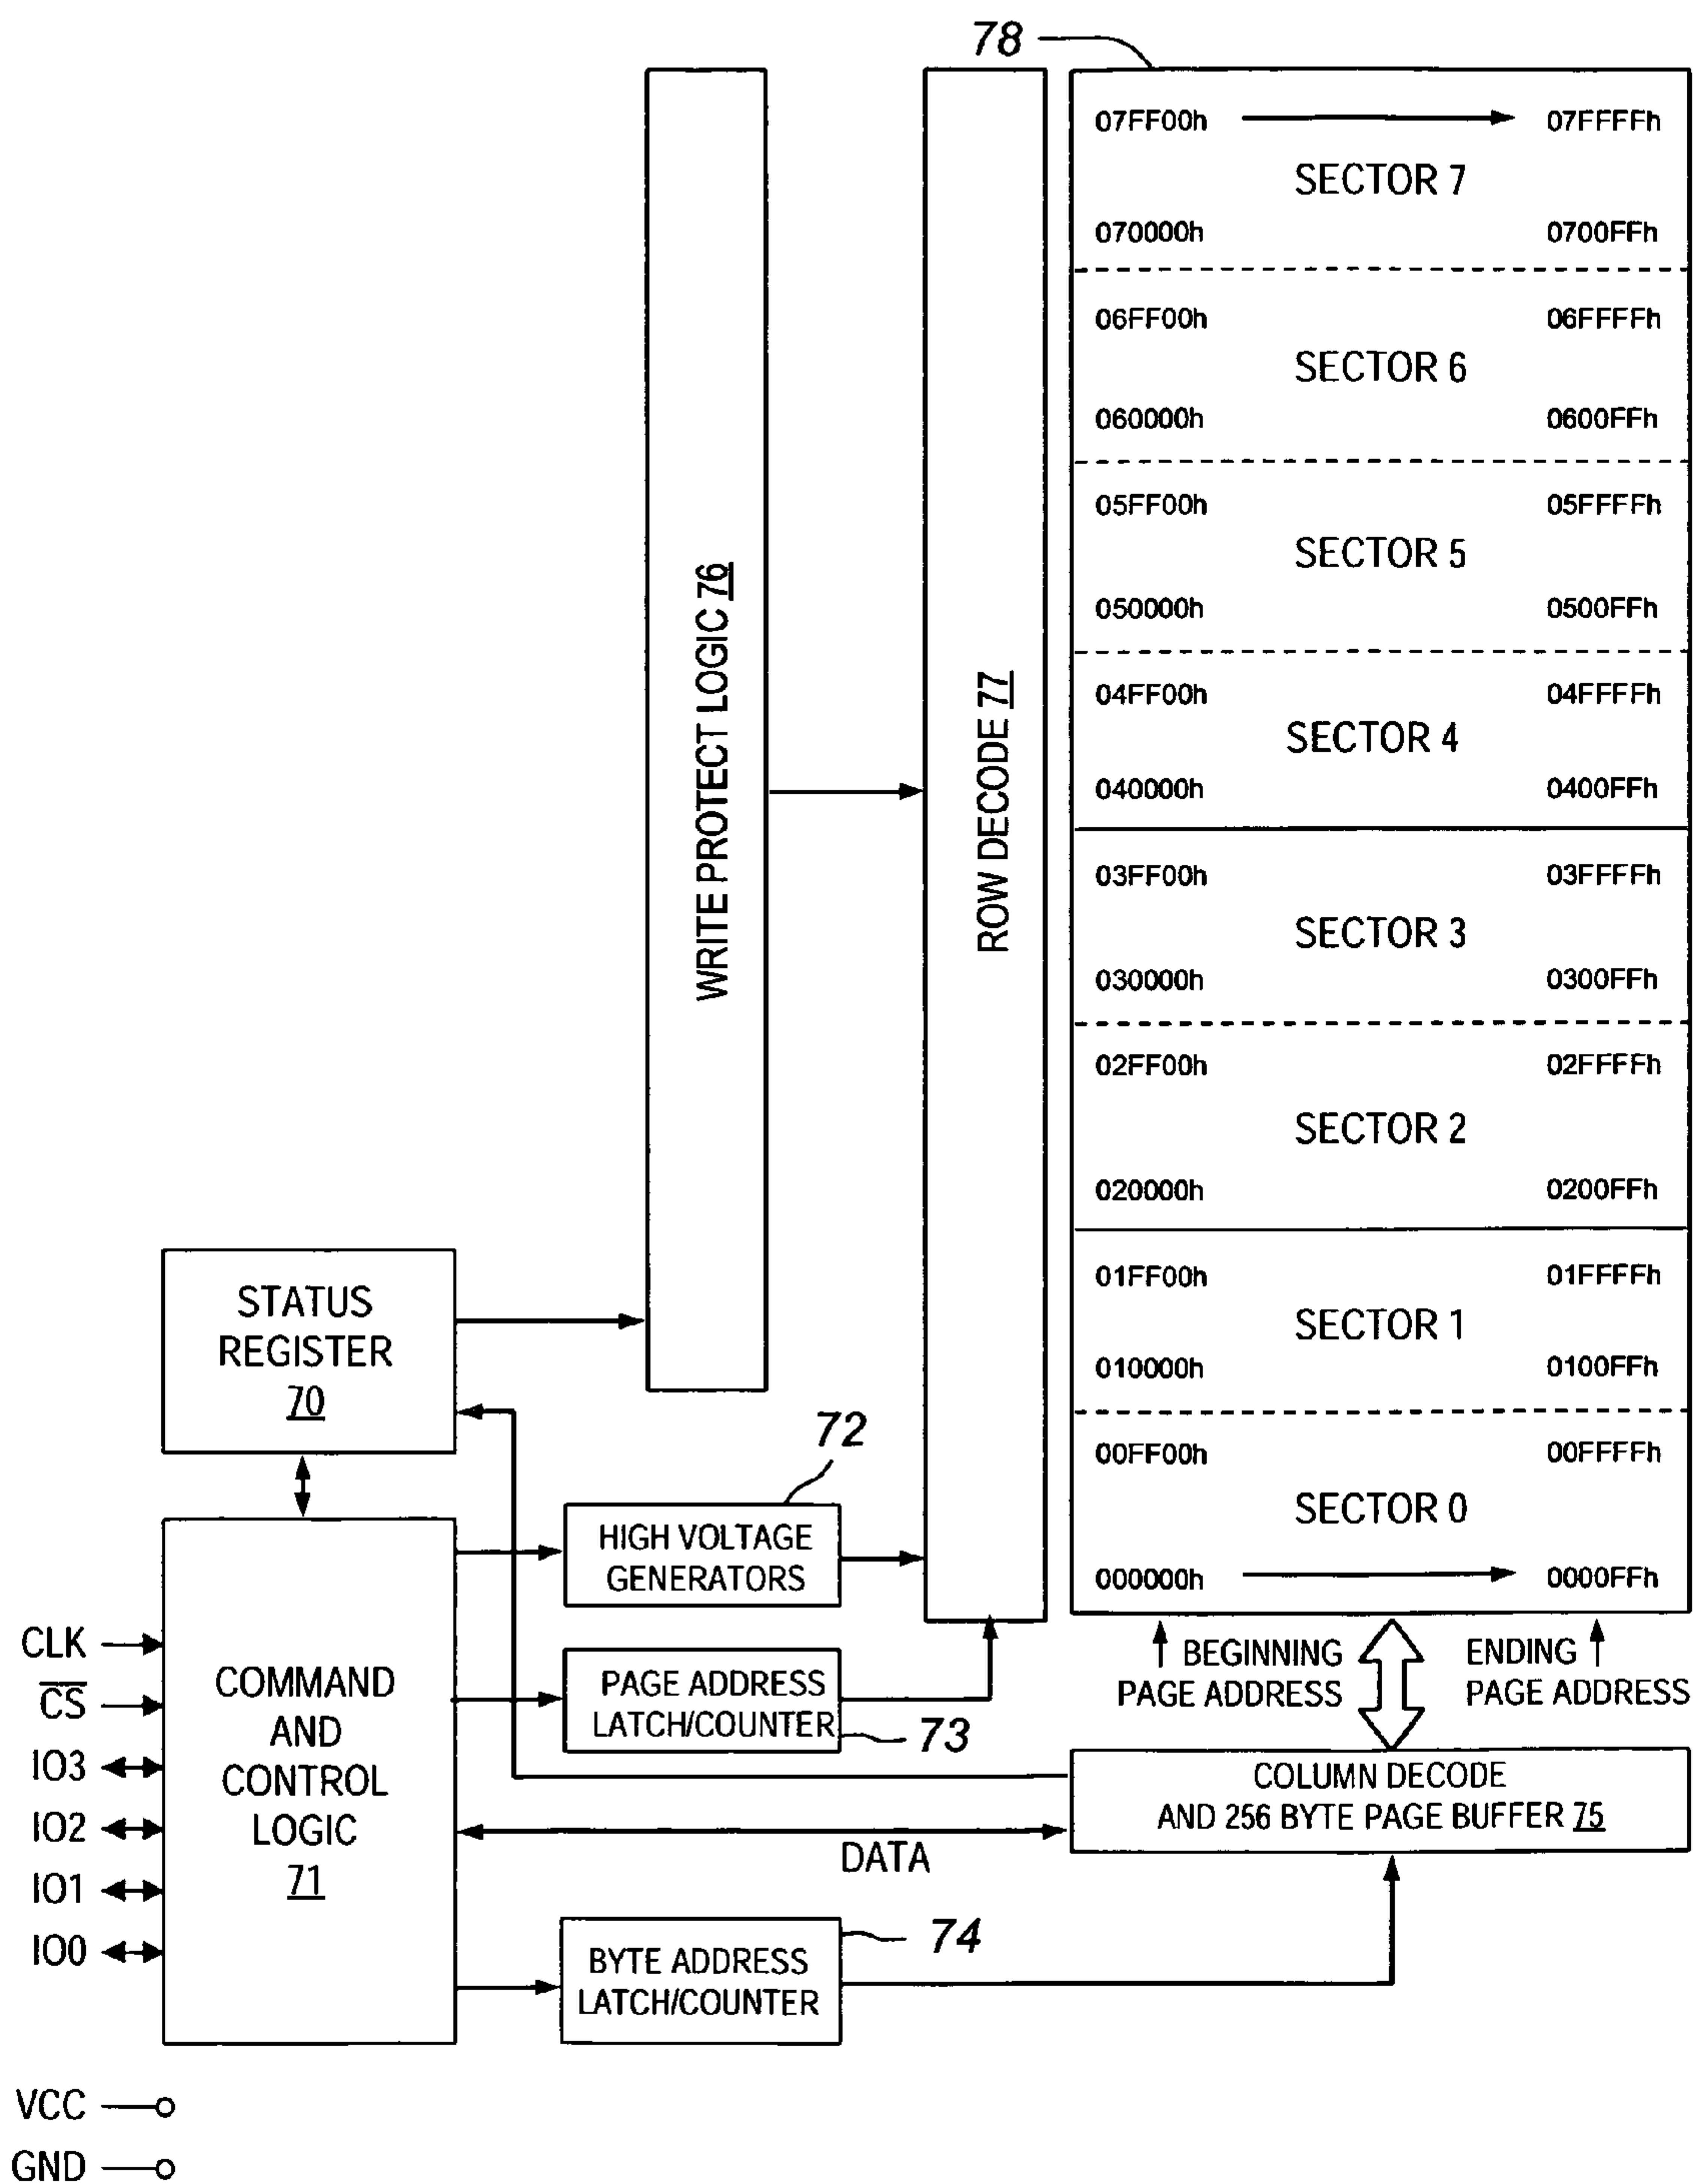 78
07FF00h 07FFFFh
SECTOR 7
070000h 0700FFh
06FF00h 06FFFFh
SECTOR 6
060000h 0600FFh
05FF00h 05FFFFh
SECTOR 5
050000h 0500FFh
04FF00h 04FFFFh
SECTOR 4
040000h 0400FFh
03FF00h 03FFFFh
SECTOR 3
030000h 0300FFh
02FF00h 02FFFFh
SECTOR 2
020000h 0200FFh
01FF00h 01FFFFh
SECTOR 1
010000h 0100FFh
00FF00h 00FFFFh
SECTOR 0
000000h 0000FFh
BEGINNING
PAGE ADDRESS
ENDING
PAGE ADDRESS
WRITE PROTECT LOGIC 76
ROW DECODE 77
STATUS
REGISTER
70
72
HIGH VOLTAGE
GENERATORS
PAGE ADDRESS
LATCH/COUNTER
73
COLUMN DECODE
AND 256 BYTE PAGE BUFFER 75
DATA
74
BYTE ADDRESS
LATCH/COUNTER
COMMAND
AND
CONTROL
LOGIC
71
CLK
CS
IO3
IO2
IO1
IO0
VCC
GND